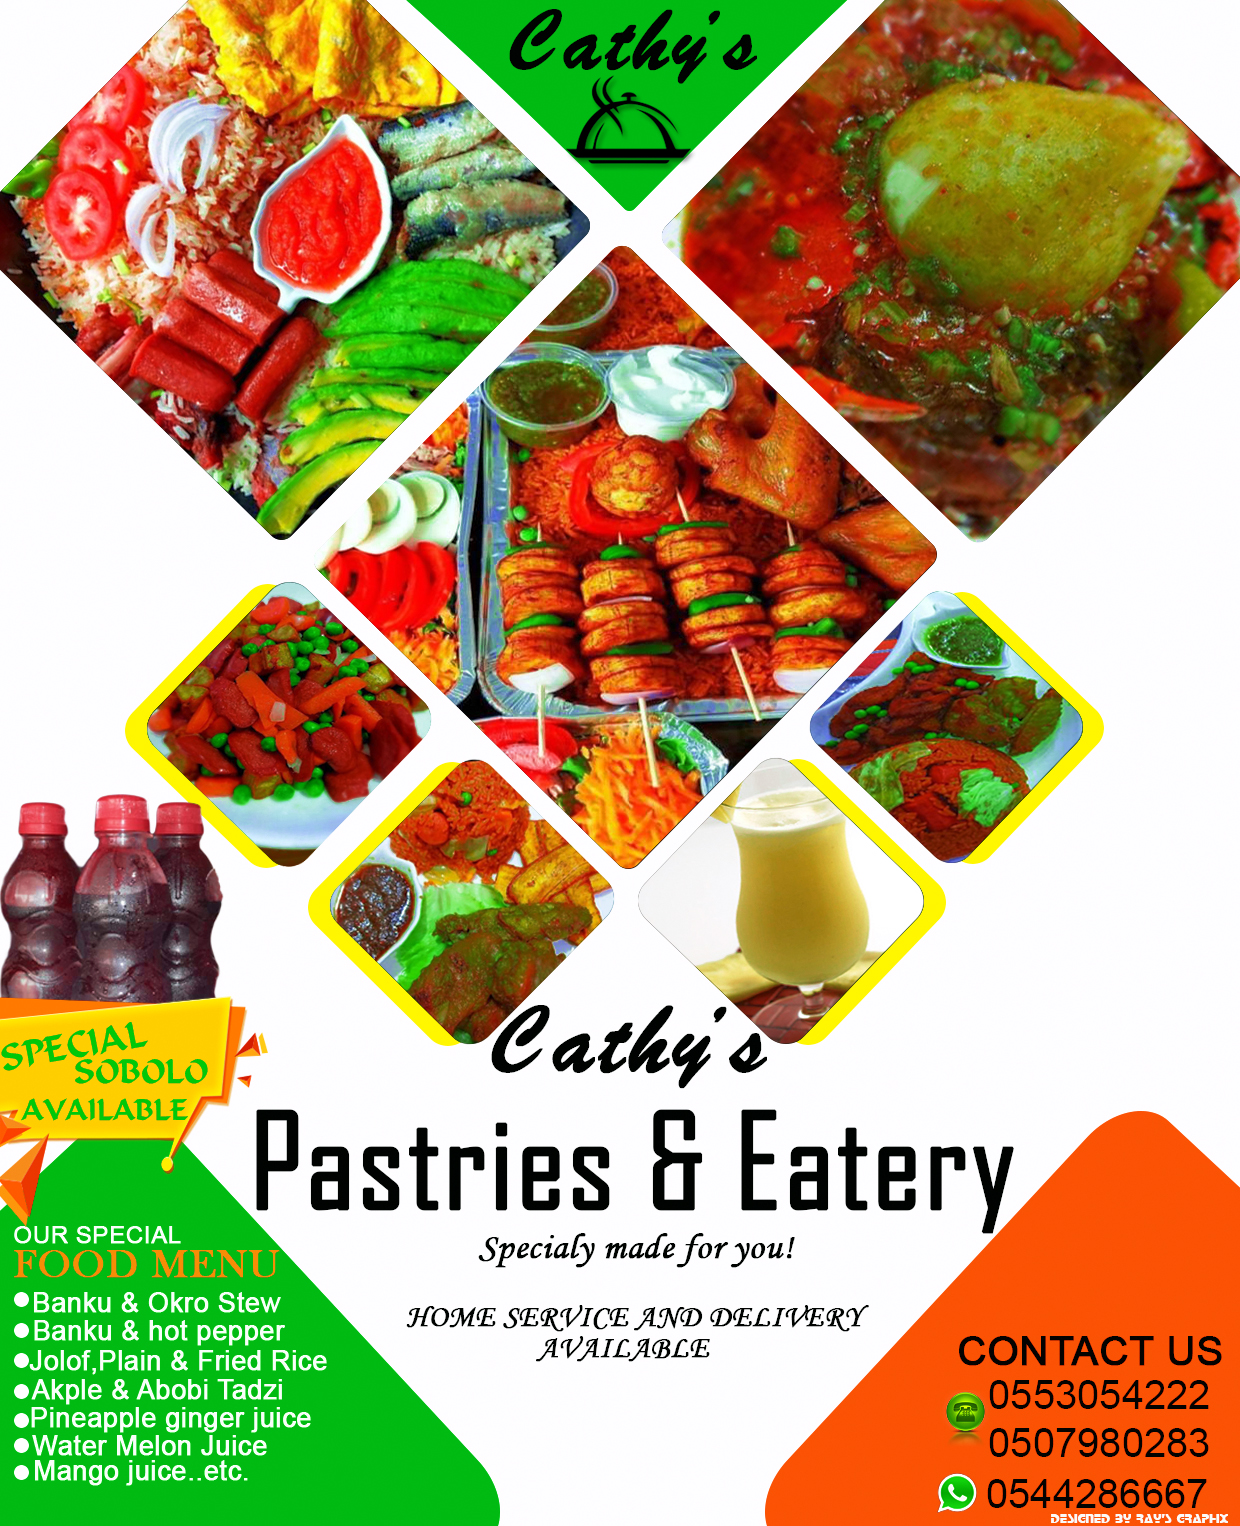 Cathy's
Cathy's
Pastries & Eatery
Specialy made for you!
HOME SERVICE AND DELIVERY
AVAILABLE
SPECIAL
SOBOLO
AVAILABLE
OUR SPECIAL
FOOD MENU
Banku & Okro Stew
Banku & hot pepper
Jolof,Plain & Fried Rice
Akple & Abobi Tadzi
Pineapple ginger juice
Water Melon Juice
Mango juice..etc.
CONTACT US
0553054222
0507980283
0544286667
DESIGNED BY RAY'S GRAPHX